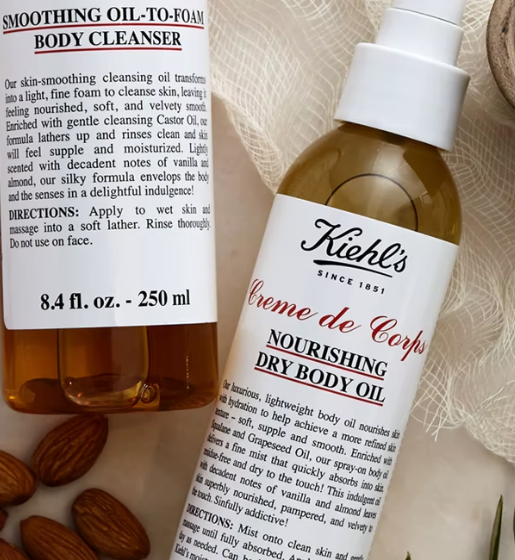 SMOOTHING OIL-TO-FOAM
BODY CLEANSER
Our skin-smoothing cleansing oil transforms
into a light, fine foam to cleanse skin, leaving it
feeling nourished, soft, and velvety smooth.
Enriched with gentle cleansing Castor Oil, our
formula lathers up and rinses clean and skin
will feel supple and moisturized. Lightly
scented with decadent notes of vanilla and
almond, our silky formula envelops the body
and the senses in a delightful indulgence!
DIRECTIONS: Apply to wet skin and
massage into a soft lather. Rinse thoroughly.
Do not use on face.
8.4 fl. oz. - 250 ml
Kiehl's
SINCE 1851
Creme de Corps
NOURISHING
DRY BODY OIL
Our luxurious, lightweight body oil nourishes skin
with hydration to help achieve a more refined skin
texture - soft, supple and smooth. Enriched with
Squalane and Grapeseed Oil, our spray-on body oil
delivers a fine mist that quickly absorbs into skin,
residue-free and dry to the touch! This indulgent oil
with decadent notes of vanilla and almond leaves
skin superbly nourished, pampered, and velvety to
the touch. Sinfully addictive!
DIRECTIONS: Mist onto clean skin and gently
massage until fully absorbed.
day as needed. Can be
Kiehl's